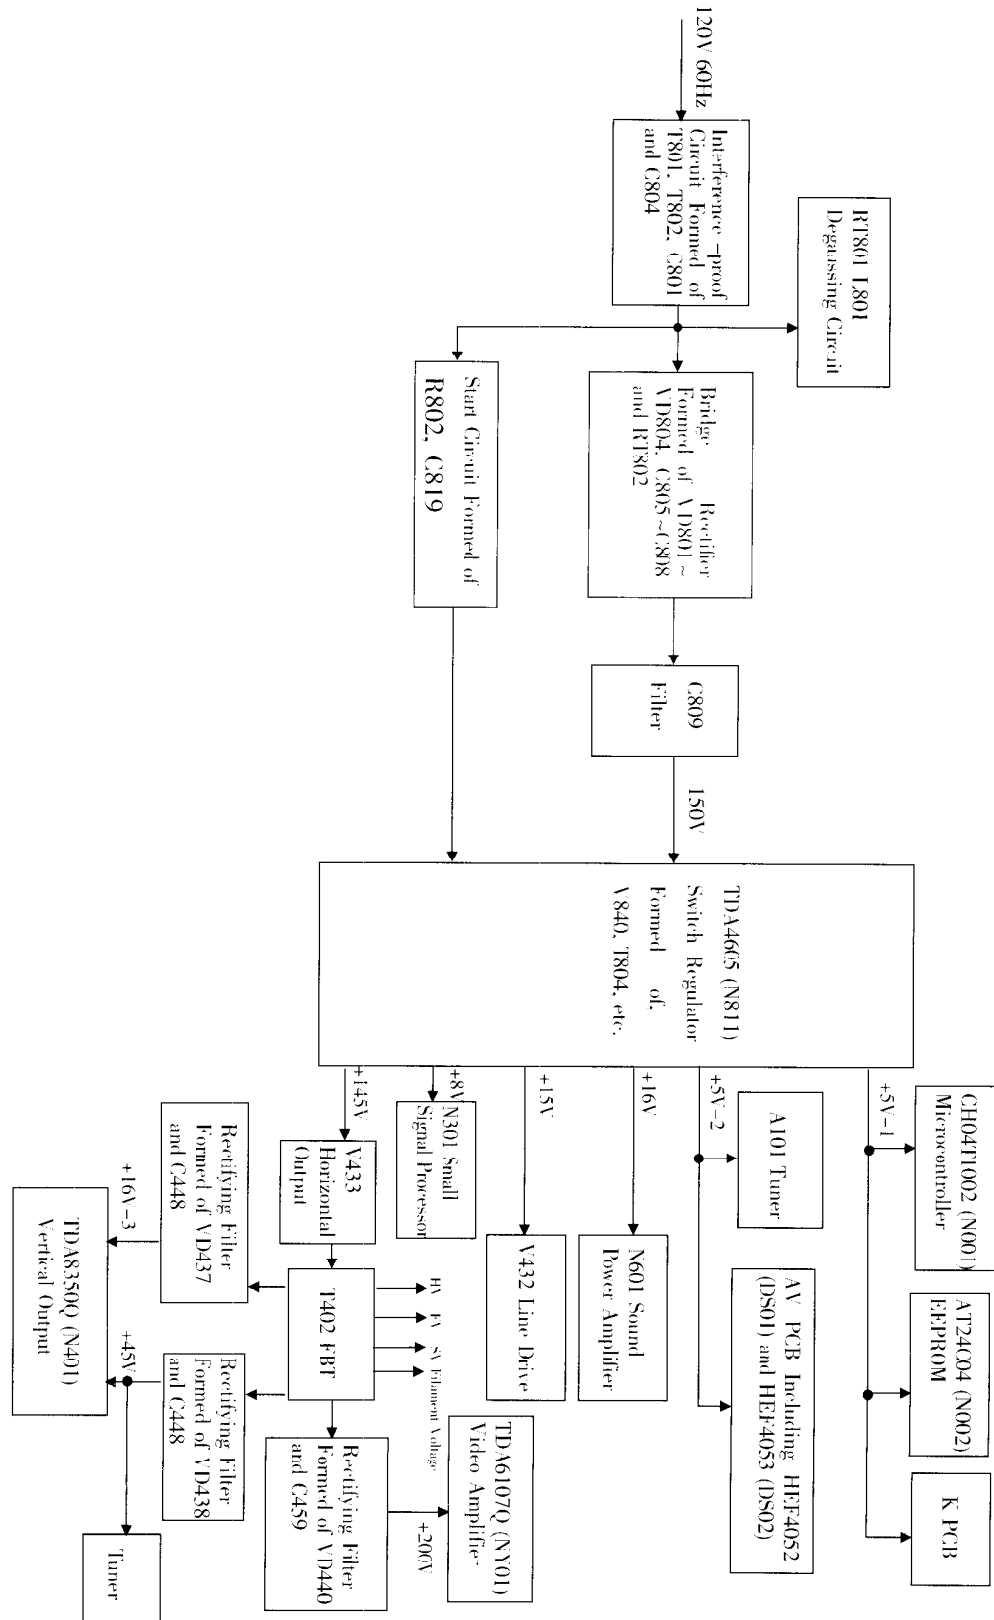 120V 60Hz
Interference -proof
Circuit Formed of
T801, T802, C801
and C804
RT801 L801
Degaussing Circuit
Bridge Rectifier
Formed of VD801~
VD804, C805~C808
and RT802
Start Circuit Formed of
R802, C819
C809
Filter
150V
TDA4605 (N811)
Switch Regulator
Formed of,
V840, T804, etc.
+5V-1
CH04T1002 (N001)
Microcontroller
AT24C04 (N002)
EEPROM
K PCB
+5V-2
A101 Tuner
AV PCB Including HEF4052
(DS01) and HEF4053 (DS02)
+16V
N601 Sound
Power Amplifier
+15V
V432 Line Drive
+8V
N301 Small
Signal Processor
+145V
V433
Horizontal
Output
T402 FBT
HV
FV
SV
Filament Voltage
Rectifying Filter
Formed of VD440
and C459
+200V
TDA6107Q (NY01)
Video Amplifier
Rectifying Filter
Formed of VD437
and C448
+16V-3
Rectifying Filter
Formed of VD438
and C448
+45V
TDA8350Q (N401)
Vertical Output
Tuner